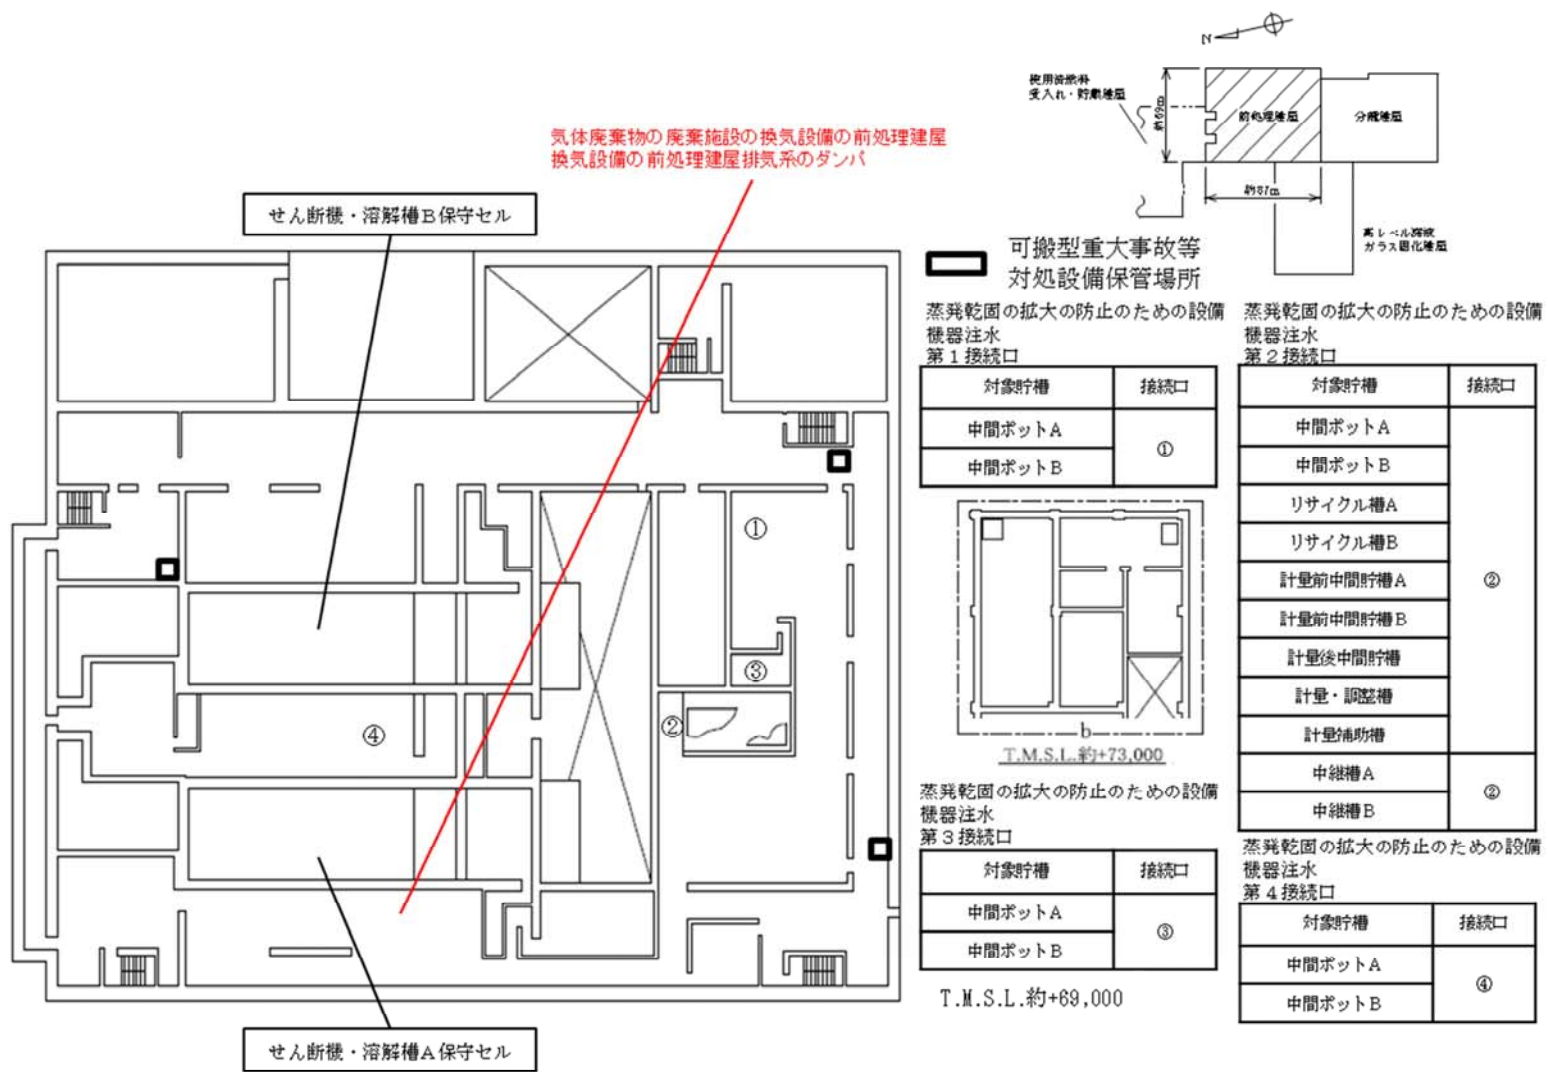 N
使用済燃料
受入れ・貯蔵建屋
約69m
前処理建屋
分離建屋
約87m
高レベル廃液
ガラス固化建屋
気体廃棄物の廃棄施設の換気設備の前処理建屋
換気設備の前処理建屋排気系のダンパ
せん断機・溶解槽B保守セル
可搬型重大事故等
対処設備保管場所
①
③
②
④
せん断機・溶解槽A保守セル
蒸発乾固の拡大の防止のための設備
機器注水
第1接続口
対象貯槽 接続口
中間ポットA
①
中間ポットB
b
T.M.S.L.約+73,000
蒸発乾固の拡大の防止のための設備
機器注水
第3接続口
対象貯槽 接続口
中間ポットA
③
中間ポットB
T.M.S.L.約+69,000
蒸発乾固の拡大の防止のための設備
機器注水
第2接続口
対象貯槽 接続口
中間ポットA
中間ポットB
リサイクル槽A
リサイクル槽B
計量前中間貯槽A
②
計量前中間貯槽B
計量後中間貯槽
計量・調整槽
計量補助槽
中継槽A
②
中継槽B
蒸発乾固の拡大の防止のための設備
機器注水
第4接続口
対象貯槽 接続口
中間ポットA
④
中間ポットB